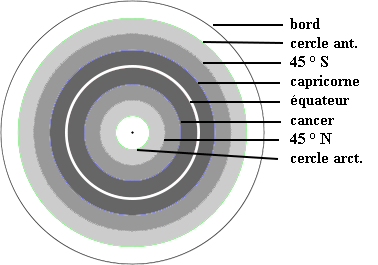 bord
cercle ant.
45 ° S
capricorne
équateur
cancer
45 ° N
cercle arct.